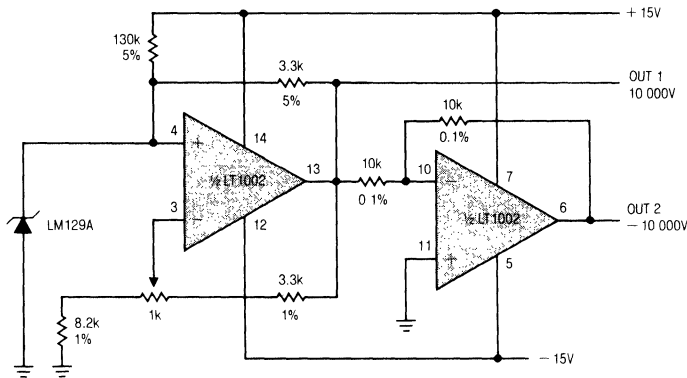 + 15V
130k
5%
3.3k
5%
OUT 1
10 000V
4
+
14
½ LT1002
13
3
−
12
LM129A
10k
0 1%
10k
0.1%
10
−
7
½ LT1002
6
11
+
5
OUT 2
− 10 000V
3.3k
1%
1k
8.2k
1%
− 15V